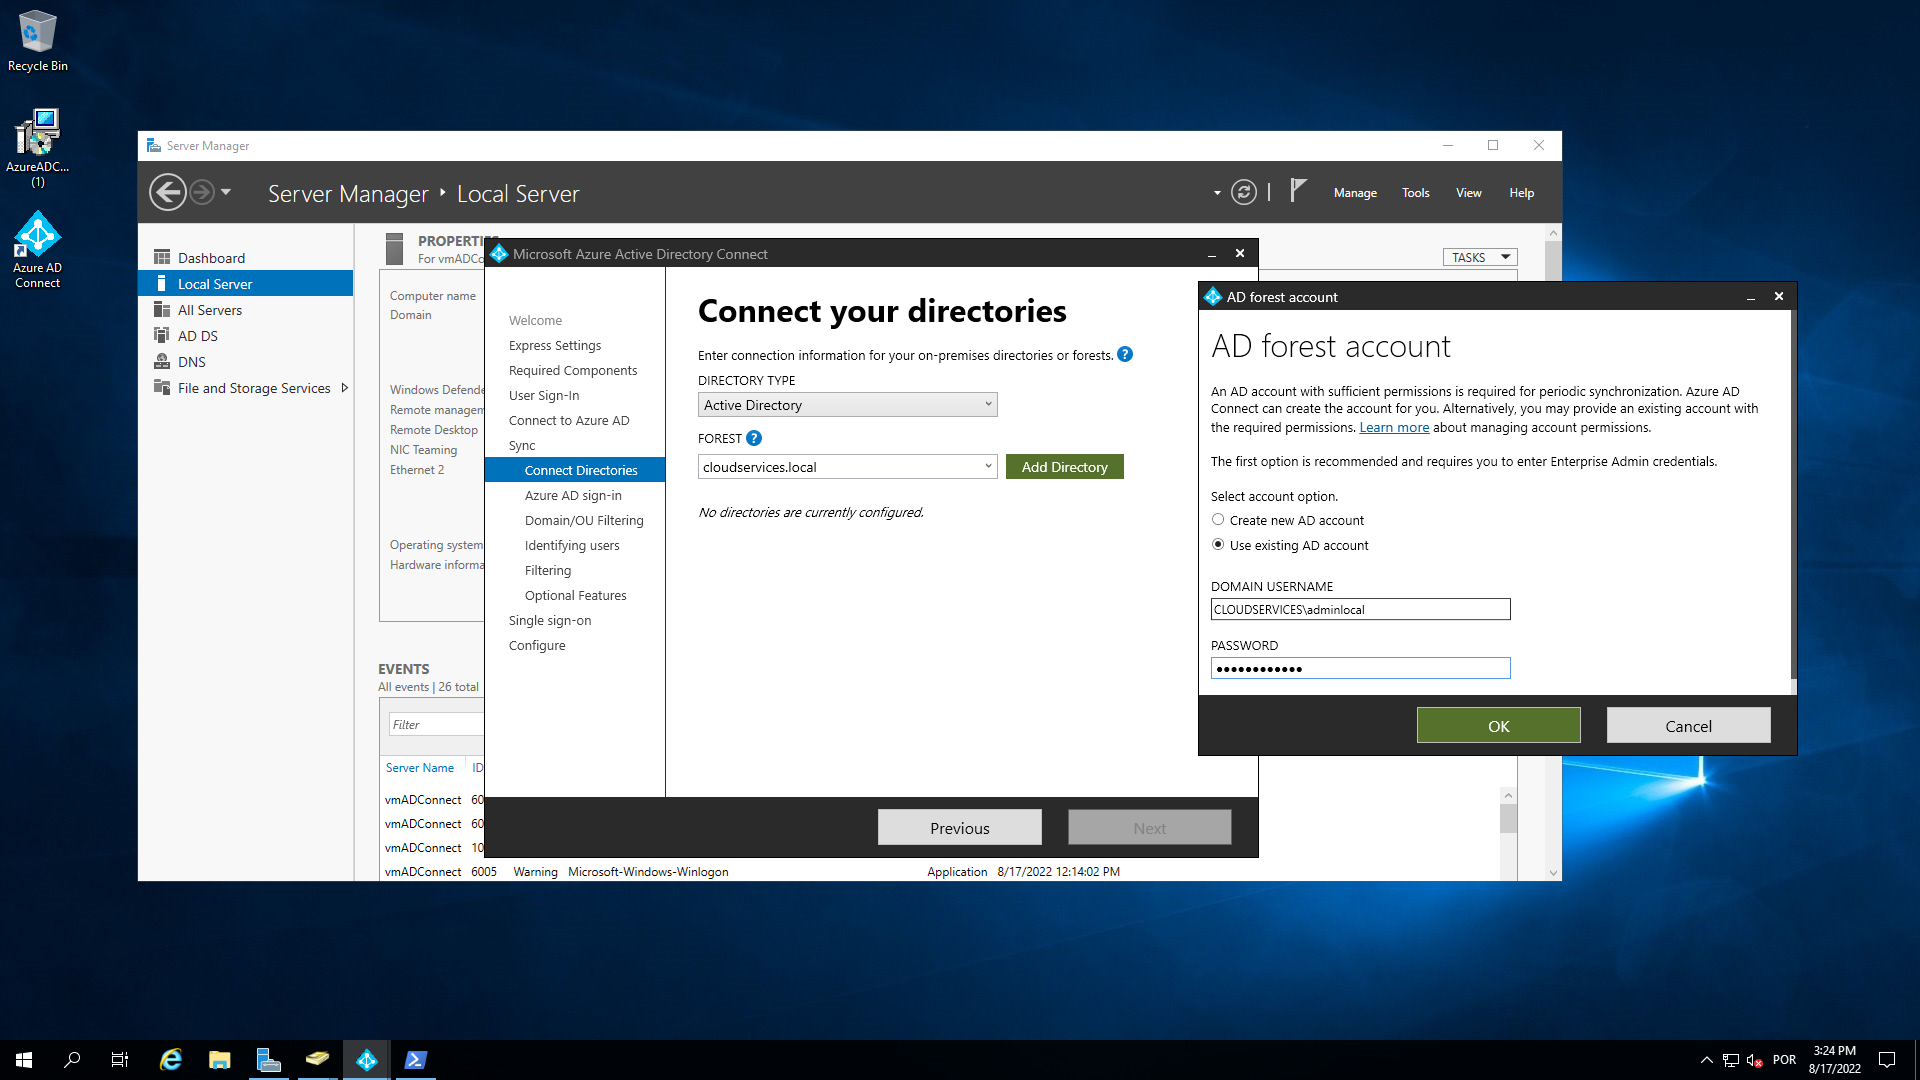 Recycle Bin
AzureADC...
(1)
Azure AD
Connect
Server Manager
Server Manager • Local Server
Manage
Tools
View
Help
Dashboard
Local Server
All Servers
AD DS
DNS
File and Storage Services
PROPERTIE
For vmADCo
TASKS
Computer name
Domain
Windows Defende
Remote managem
Remote Desktop
NIC Teaming
Ethernet 2
Operating system
Hardware informa
EVENTS
All events | 26 total
Filter
Server Name ID
vmADConnect 60
vmADConnect 60
vmADConnect 10
vmADConnect 6005 Warning Microsoft-Windows-Winlogon Application 8/17/2022 12:14:02 PM
Microsoft Azure Active Directory Connect
Welcome
Express Settings
Required Components
User Sign-In
Connect to Azure AD
Sync
Connect Directories
Azure AD sign-in
Domain/OU Filtering
Identifying users
Filtering
Optional Features
Single sign-on
Configure
Connect your directories
Enter connection information for your on-premises directories or forests. ?
DIRECTORY TYPE
Active Directory
FOREST ?
cloudservices.local
Add Directory
No directories are currently configured.
Previous
Next
AD forest account
AD forest account
An AD account with sufficient permissions is required for periodic synchronization. Azure AD
Connect can create the account for you. Alternatively, you may provide an existing account with
the required permissions. Learn more about managing account permissions.
The first option is recommended and requires you to enter Enterprise Admin credentials.
Select account option.
Create new AD account
Use existing AD account
DOMAIN USERNAME
CLOUDSERVICES\adminlocal
PASSWORD
●●●●●●●●●●●●
OK
Cancel
POR
3:24 PM
8/17/2022